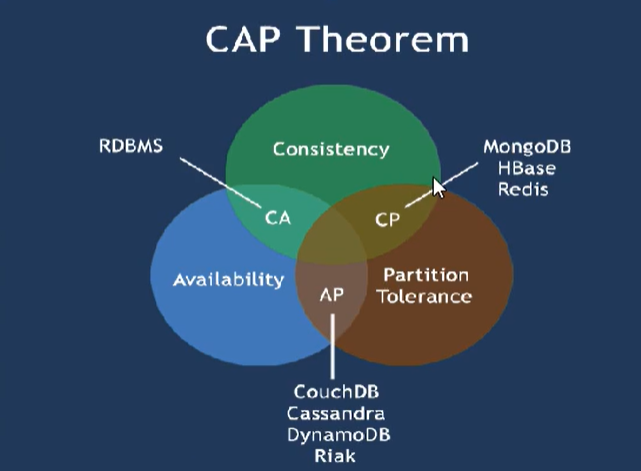 CAP Theorem
Consistency
RDBMS
MongoDB
HBase
Redis
CA
CP
Availability
Partition
Tolerance
AP
CouchDB
Cassandra
DynamoDB
Riak